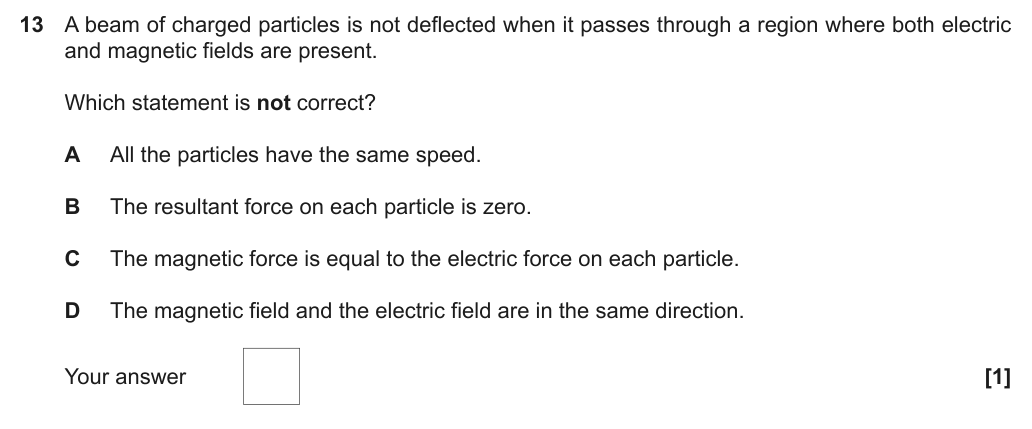 13 A beam of charged particles is not deflected when it passes through a region where both electric
and magnetic fields are present.
Which statement is not correct?
A All the particles have the same speed.
B The resultant force on each particle is zero.
C The magnetic force is equal to the electric force on each particle.
D The magnetic field and the electric field are in the same direction.
Your answer [1]